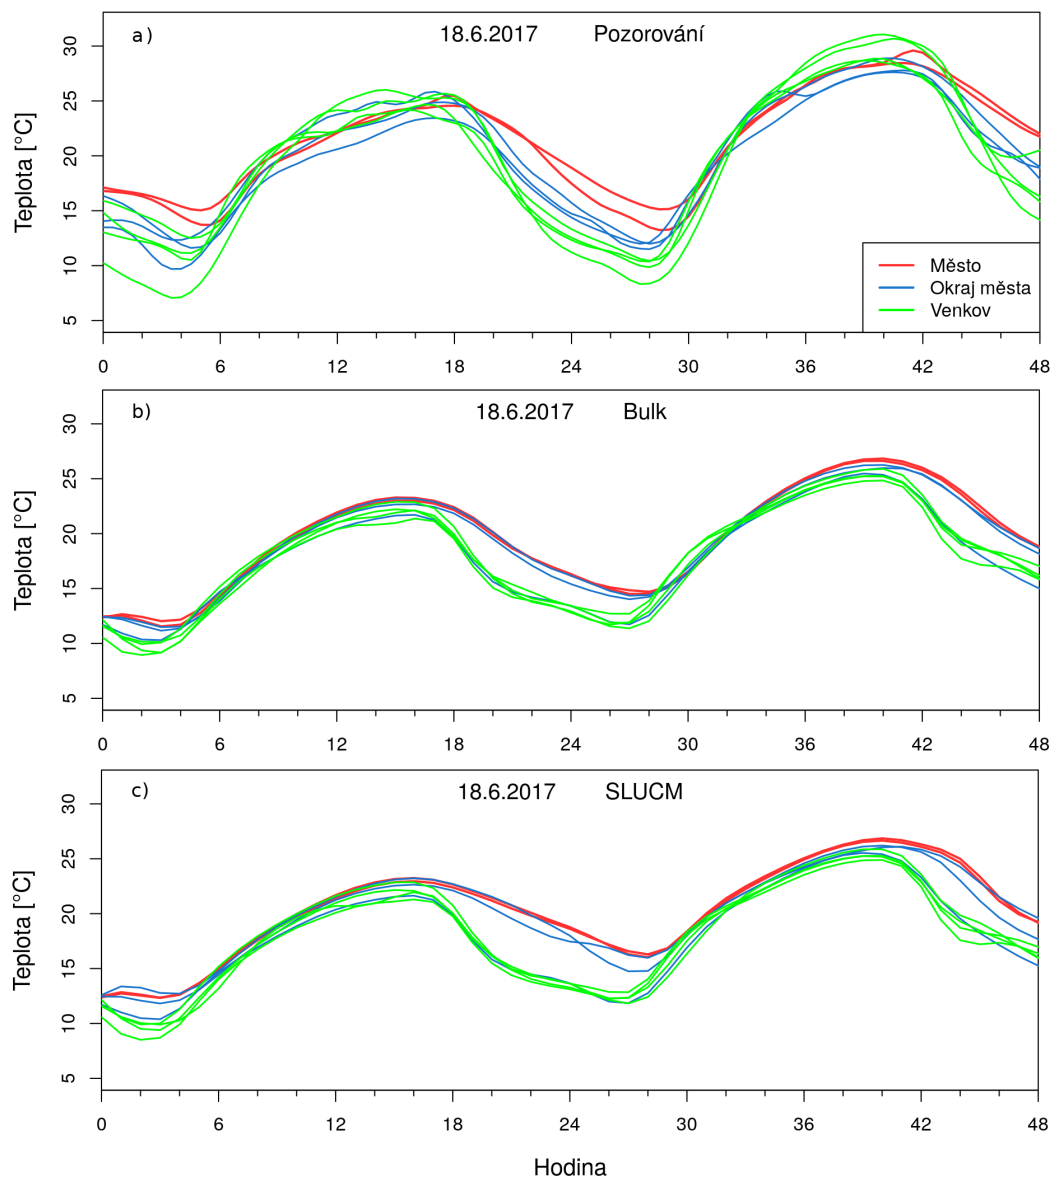 a)
18.6.2017 Pozorování
Teplota [°C]
30
25
20
15
10
5
Město
Okraj města
Venkov
0 6 12 18 24 30 36 42 48
b)
18.6.2017 Bulk
Teplota [°C]
30
25
20
15
10
5
0 6 12 18 24 30 36 42 48
c)
18.6.2017 SLUCM
Teplota [°C]
30
25
20
15
10
5
0 6 12 18 24 30 36 42 48
Hodina